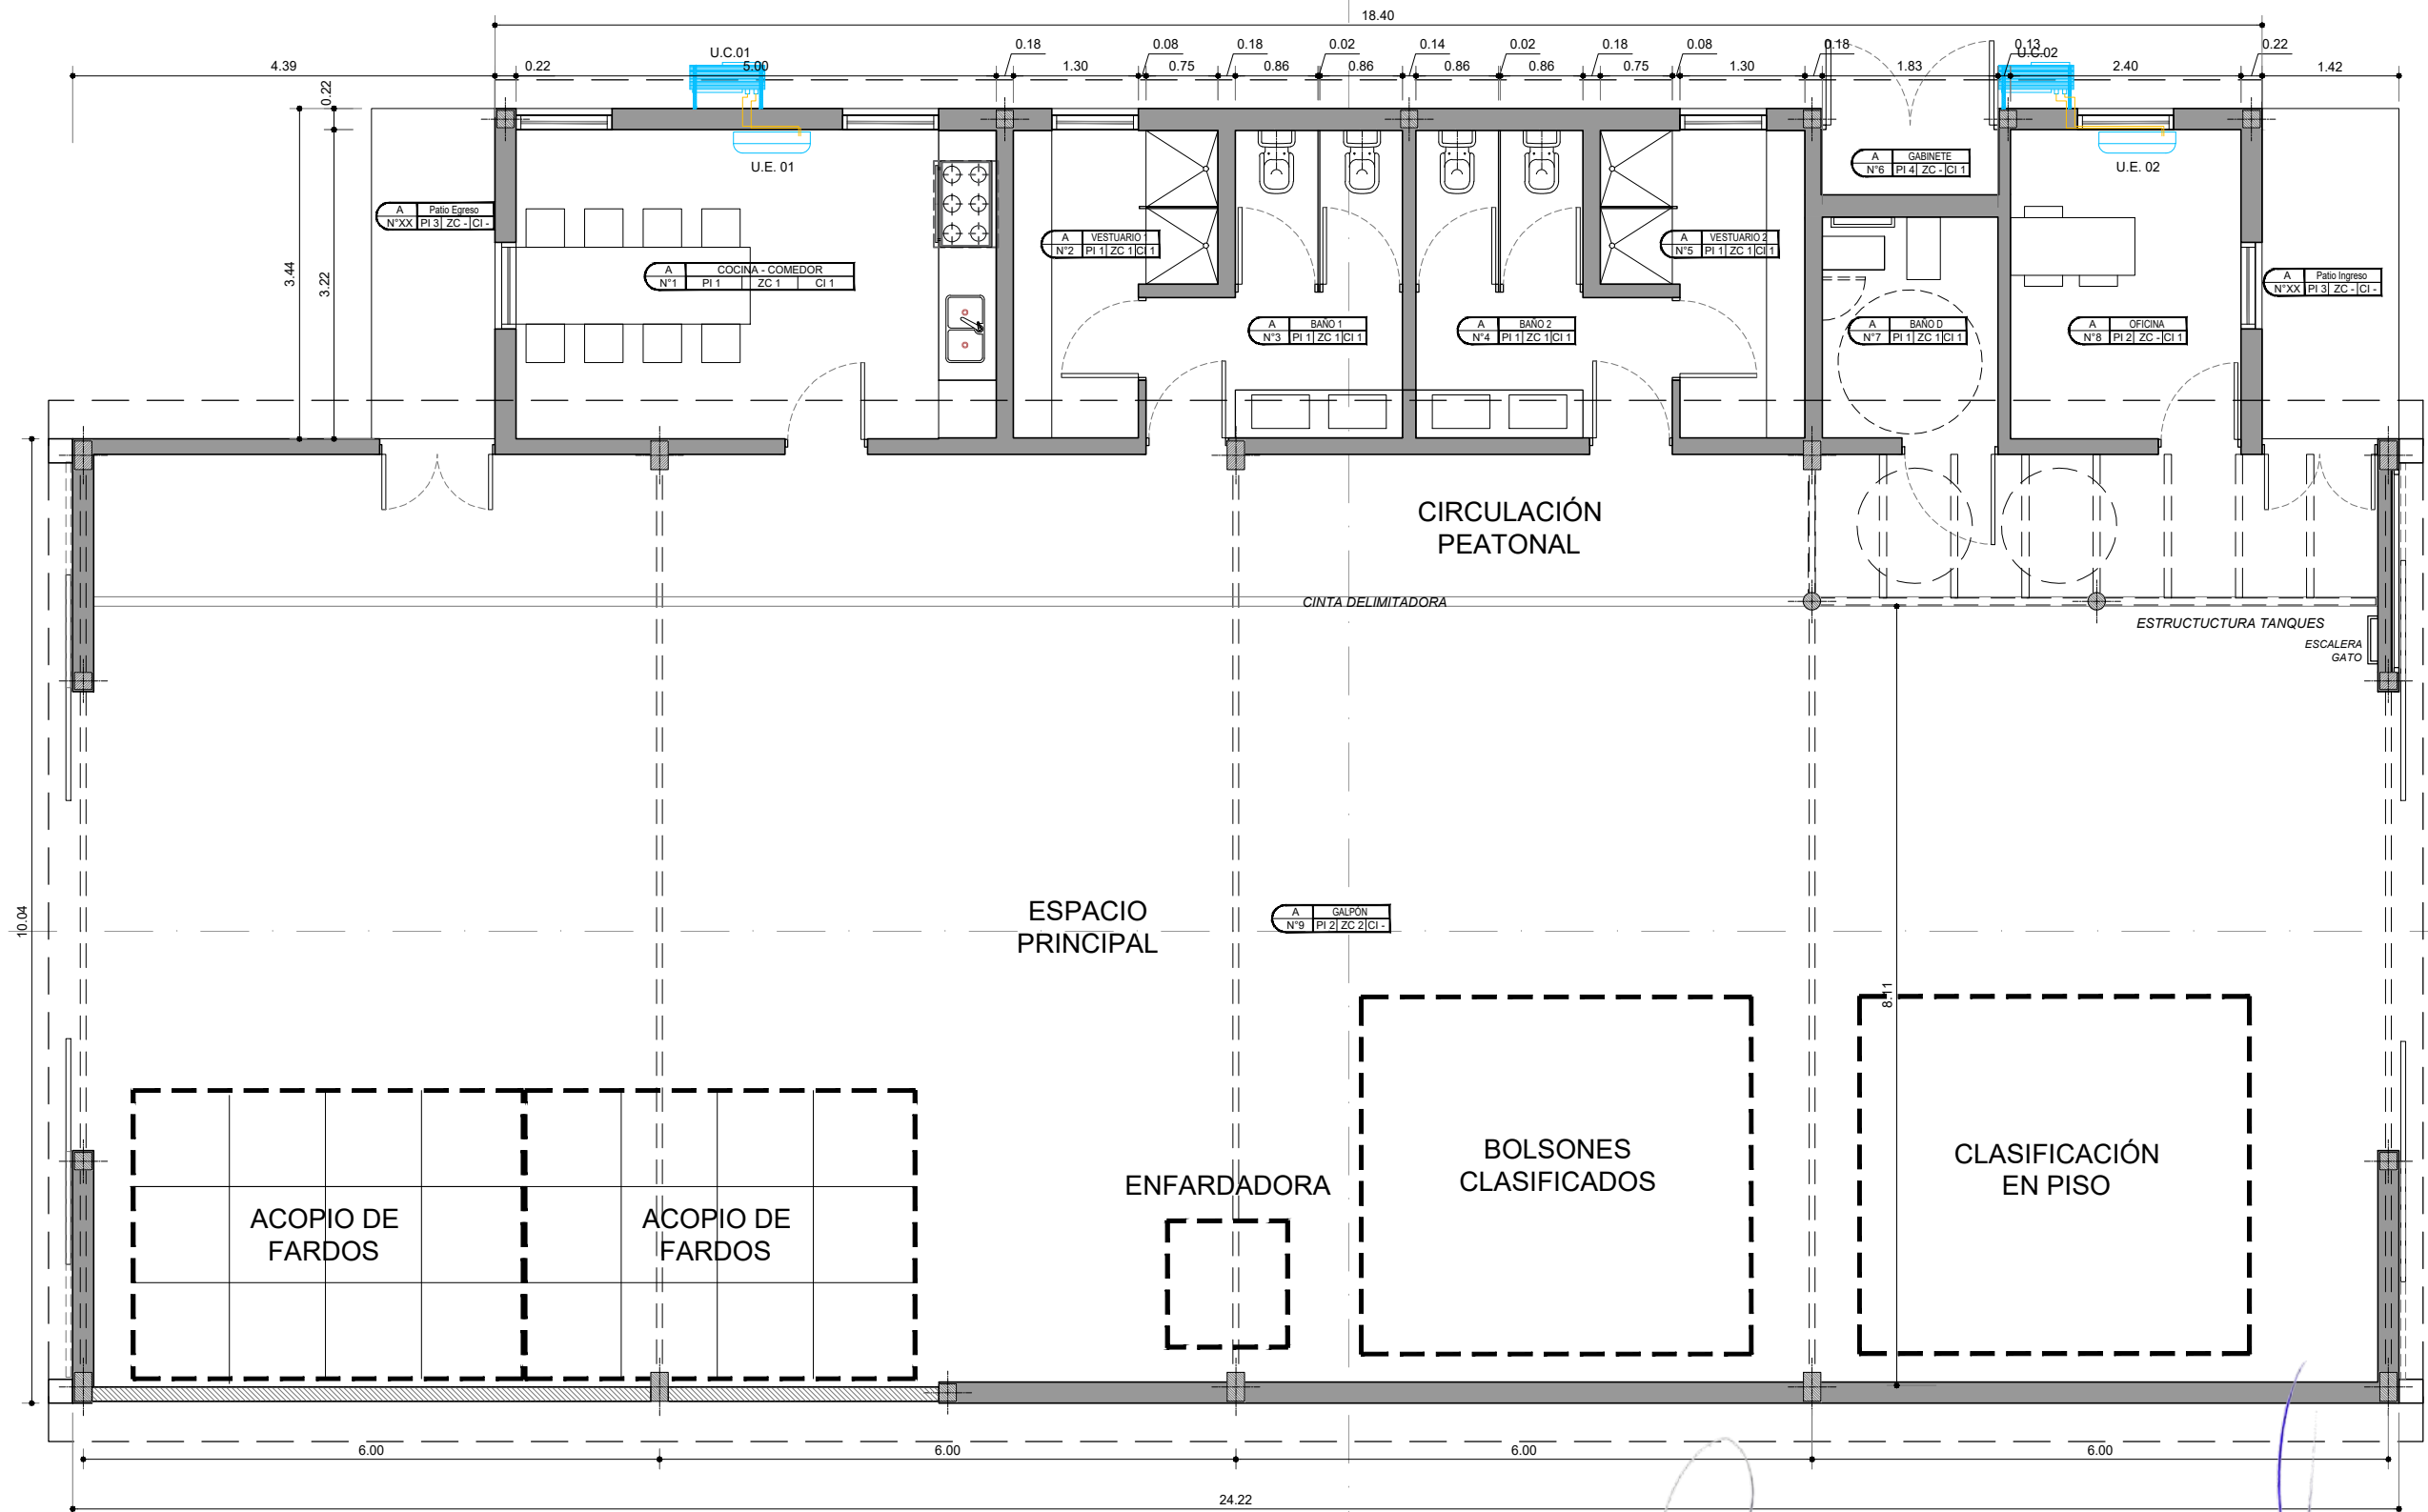 18.40
0.18 0.08 0.18 0.02 0.14 0.02 0.18 0.08 0.18 0.13 0.22
U.C.01 U.C.02
4.39 0.22 5.00 1.30 0.75 0.86 0.86 0.86 0.86 0.75 1.30 1.83 2.40 1.42
0.22
U.E. 01
U.E. 02
A GABINETE
N°6 PI 4 ZC - CI 1
A Patio Egreso
N°XX PI 3 ZC - CI -
A VESTUARIO 1
N°2 PI 1 ZC 1 CI 1
A VESTUARIO 2
N°5 PI 1 ZC 1 CI 1
A COCINA - COMEDOR
N°1 PI 1 ZC 1 CI 1
A Patio Ingreso
N°XX PI 3 ZC - CI -
3.44
3.22
A BAÑO 1
N°3 PI 1 ZC 1 CI 1
A BAÑO 2
N°4 PI 1 ZC 1 CI 1
A BAÑO D
N°7 PI 1 ZC 1 CI 1
A OFICINA
N°8 PI 2 ZC - CI 1
CIRCULACIÓN
PEATONAL
CINTA DELIMITADORA
ESTRUCTUCTURA TANQUES
ESCALERA
GATO
ESPACIO
PRINCIPAL
A GALPÓN
N°9 PI 2 ZC 2 CI -
10.04
8.11
BOLSONES
CLASIFICADOS
CLASIFICACIÓN
EN PISO
ENFARDADORA
ACOPIO DE
FARDOS
ACOPIO DE
FARDOS
6.00 6.00 6.00 6.00
24.22